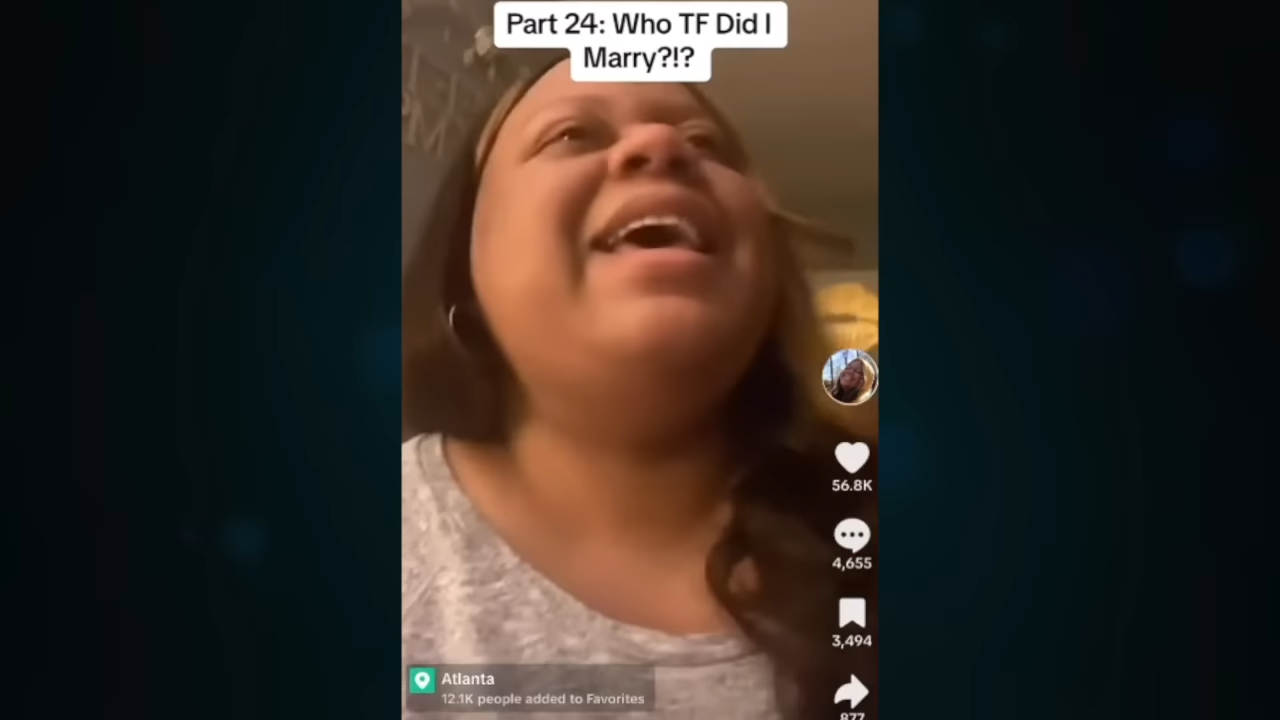 Part 24: Who TF Did I
Marry?!?
56.8K
4,655
3,494
Atlanta
12.1K people added to Favorites
877